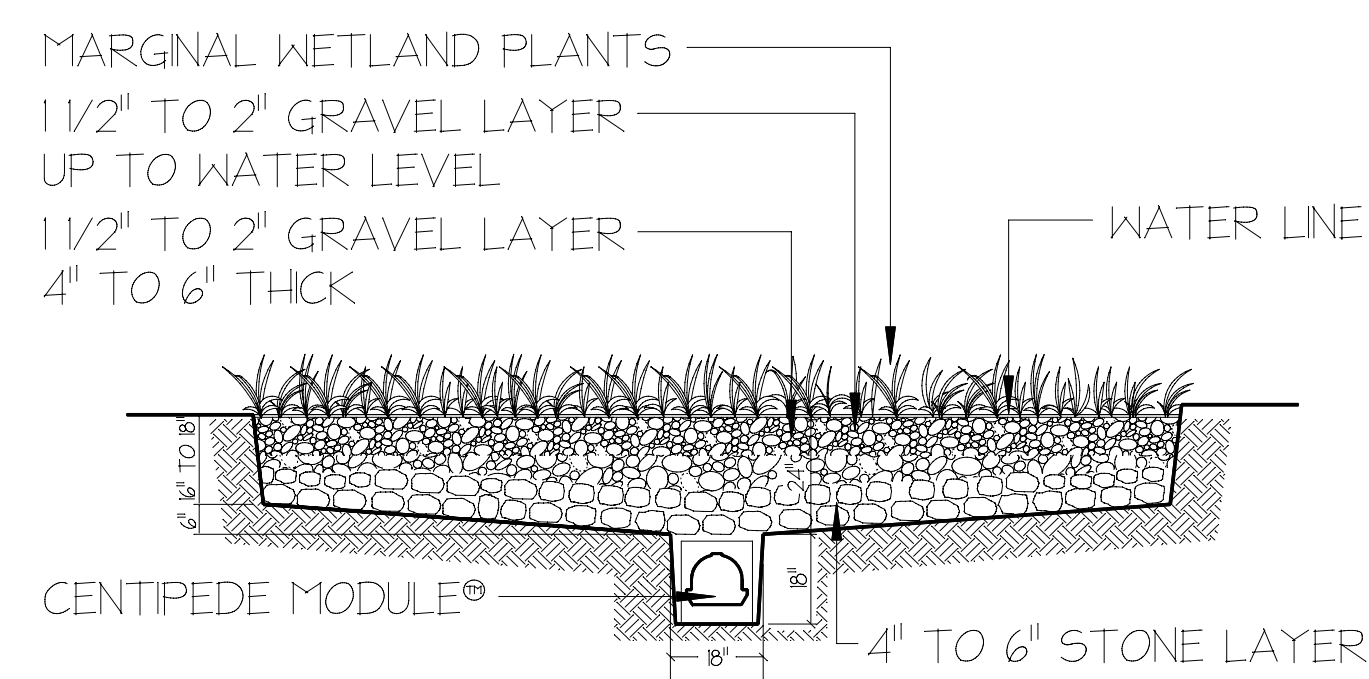 MARGINAL WETLAND PLANTS
1 1/2" TO 2" GRAVEL LAYER
UP TO WATER LEVEL
1 1/2" TO 2" GRAVEL LAYER
4" TO 6" THICK
WATER LINE
16" TO 18"
6"
24"
18"
CENTIPEDE MODULE™
18"
4" TO 6" STONE LAYER